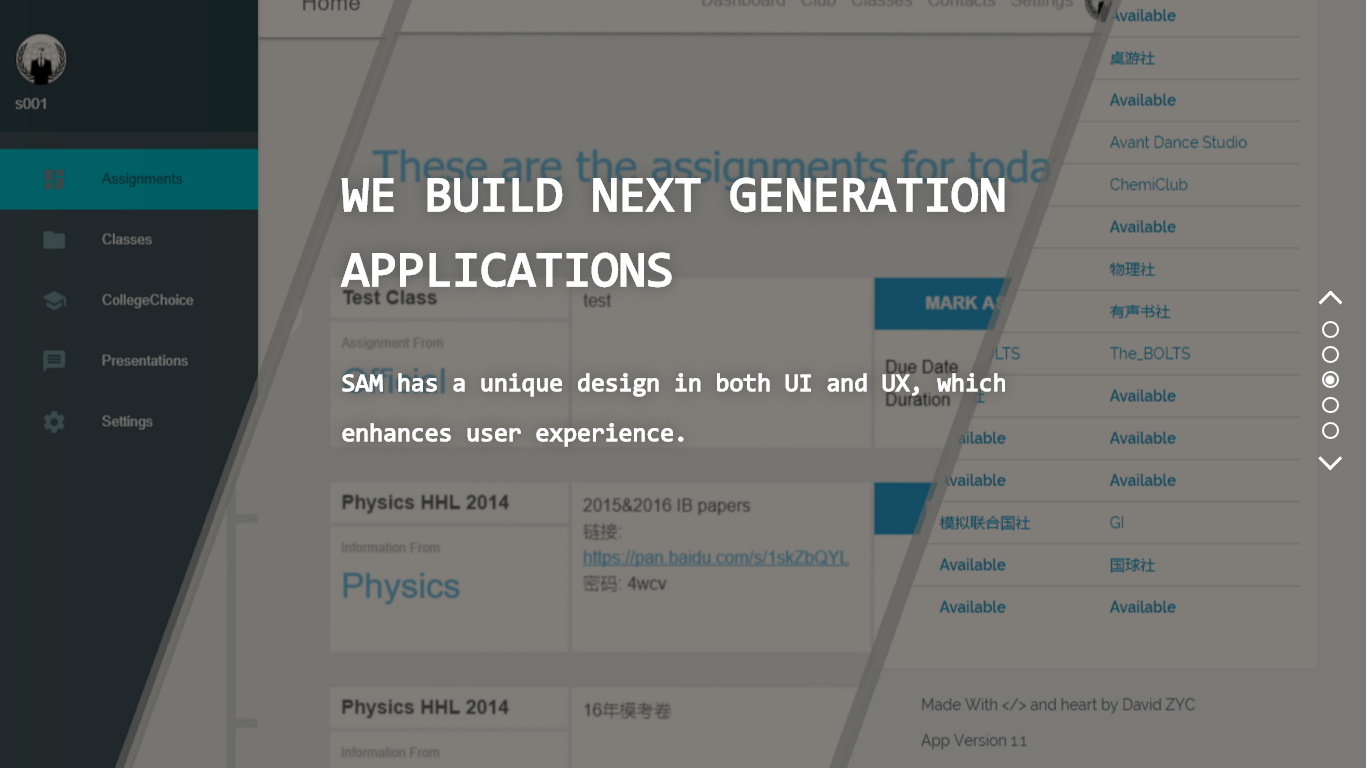 Home
Dashboard Club Classes Contacts Settings
s001
Assignments
Classes
CollegeChoice
Presentations
Settings
These are the assignments for toda
WE BUILD NEXT GENERATION
APPLICATIONS
SAM has a unique design in both UI and UX, which
enhances user experience.
Test Class
test
MARK AS
Assignment From
Official
Due Date
Duration
Physics HHL 2014
Information From
Physics
2015&2016 IB papers
链接:
https://pan.baidu.com/s/1skZbQYL
密码: 4wcv
Physics HHL 2014
Information From
16年模考卷
Available
桌游社
Available
Avant Dance Studio
ChemiClub
Available
物理社
有声书社
OLTS The_BOLTS
Available
ailable Available
Available Available
模拟联合国社 GI
Available 国球社
Available Available
Made With </> and heart by David ZYC
App Version 1.1